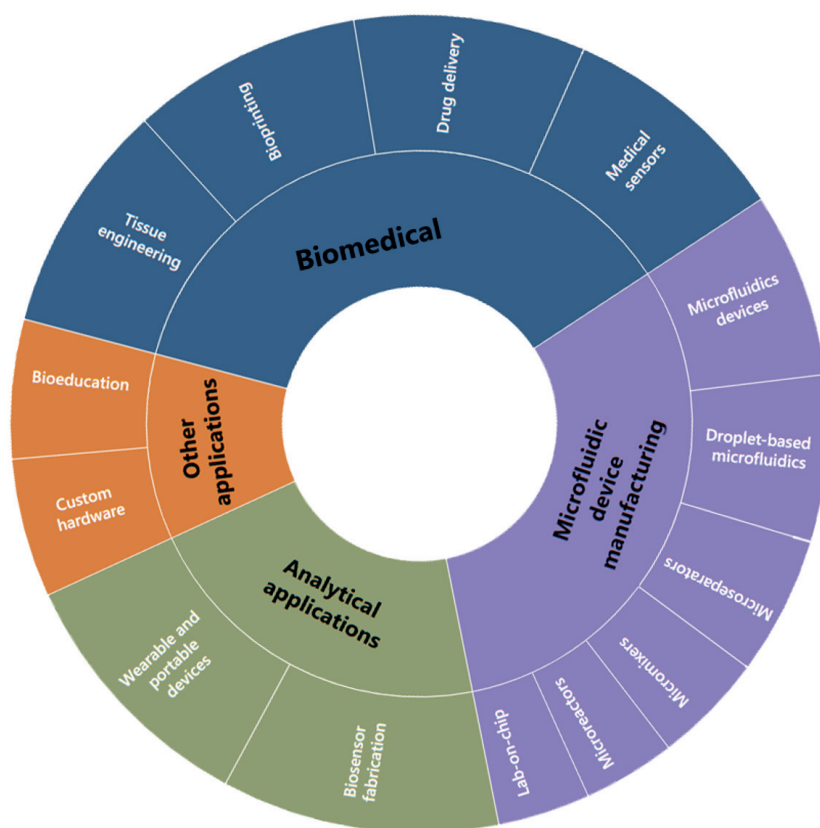 Biomedical
Tissue
engineering
Bioprinting
Drug delivery
Medical
sensors
Microfluidic
device
manufacturing
Microfluidics
devices
Droplet-based
microfluidics
Microseparators
Micromixers
Microreactors
Lab-on-chip
Analytical
applications
Biosensor
fabrication
Wearable and
portable
devices
Other
applications
Custom
hardware
Bioeducation